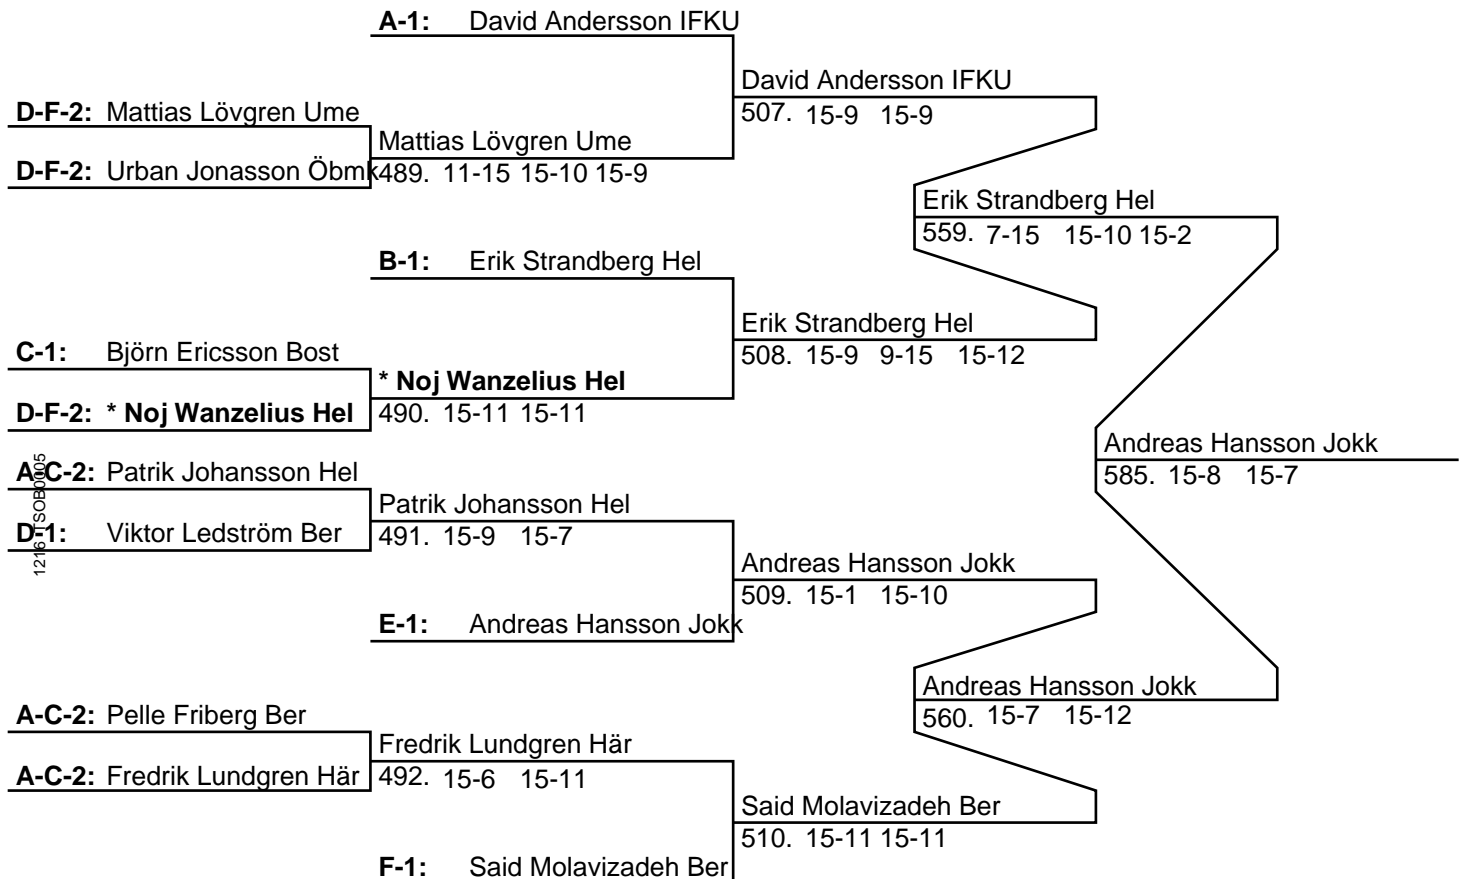 A-1: David Andersson IFKU
David Andersson IFKU
507. 15-9 15-9
D-F-2: Mattias Lövgren Ume
Mattias Lövgren Ume
D-F-2: Urban Jonasson Öbmk
489. 11-15 15-10 15-9
Erik Strandberg Hel
559. 7-15 15-10 15-2
B-1: Erik Strandberg Hel
Erik Strandberg Hel
508. 15-9 9-15 15-12
C-1: Björn Ericsson Bost
* Noj Wanzelius Hel
D-F-2: * Noj Wanzelius Hel
490. 15-11 15-11
Andreas Hansson Jokk
585. 15-8 15-7
A-C-2: Patrik Johansson Hel
Patrik Johansson Hel
D-1: Viktor Ledström Ber
491. 15-9 15-7
1216 TSOB0005
Andreas Hansson Jokk
509. 15-1 15-10
E-1: Andreas Hansson Jokk
Andreas Hansson Jokk
560. 15-7 15-12
A-C-2: Pelle Friberg Ber
Fredrik Lundgren Här
A-C-2: Fredrik Lundgren Här
492. 15-6 15-11
Said Molavizadeh Ber
510. 15-11 15-11
F-1: Said Molavizadeh Ber